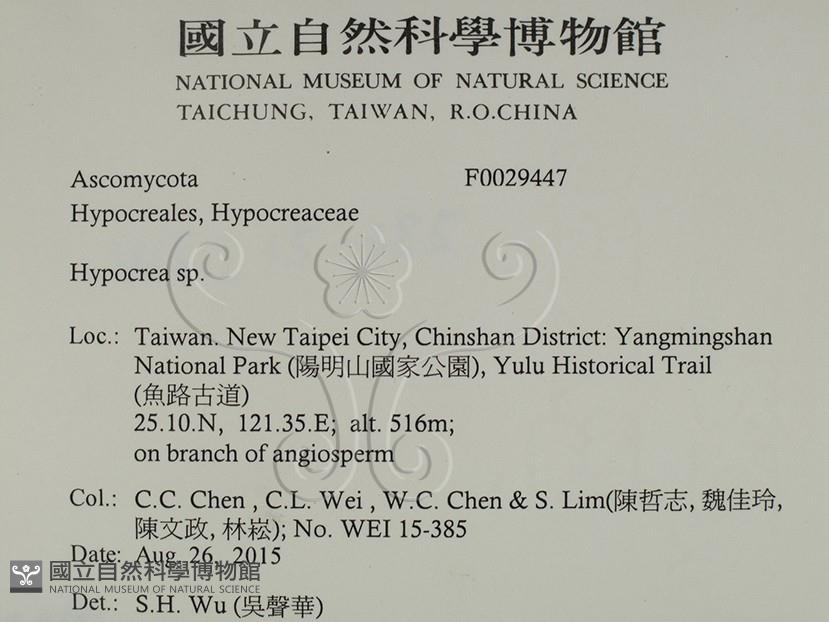 國立自然科學博物館
NATIONAL MUSEUM OF NATURAL SCIENCE
TAICHUNG, TAIWAN, R.O.CHINA
Ascomycota F0029447
Hypocreales, Hypocreaceae
Hypocrea sp.
Loc.: Taiwan. New Taipei City, Chinshan District: Yangmingshan
National Park (陽明山國家公園), Yulu Historical Trail
(魚路古道)
25.10.N, 121.35.E; alt. 516m;
on branch of angiosperm
Col.: C.C. Chen , C.L. Wei , W.C. Chen & S. Lim(陳哲志, 魏佳玲,
陳文政, 林崧); No. WEI 15-385
Date: Aug. 26, 2015
國立自然科學博物館
NATIONAL MUSEUM OF NATURAL SCIENCE
Det.: S.H. Wu (吳聲華)